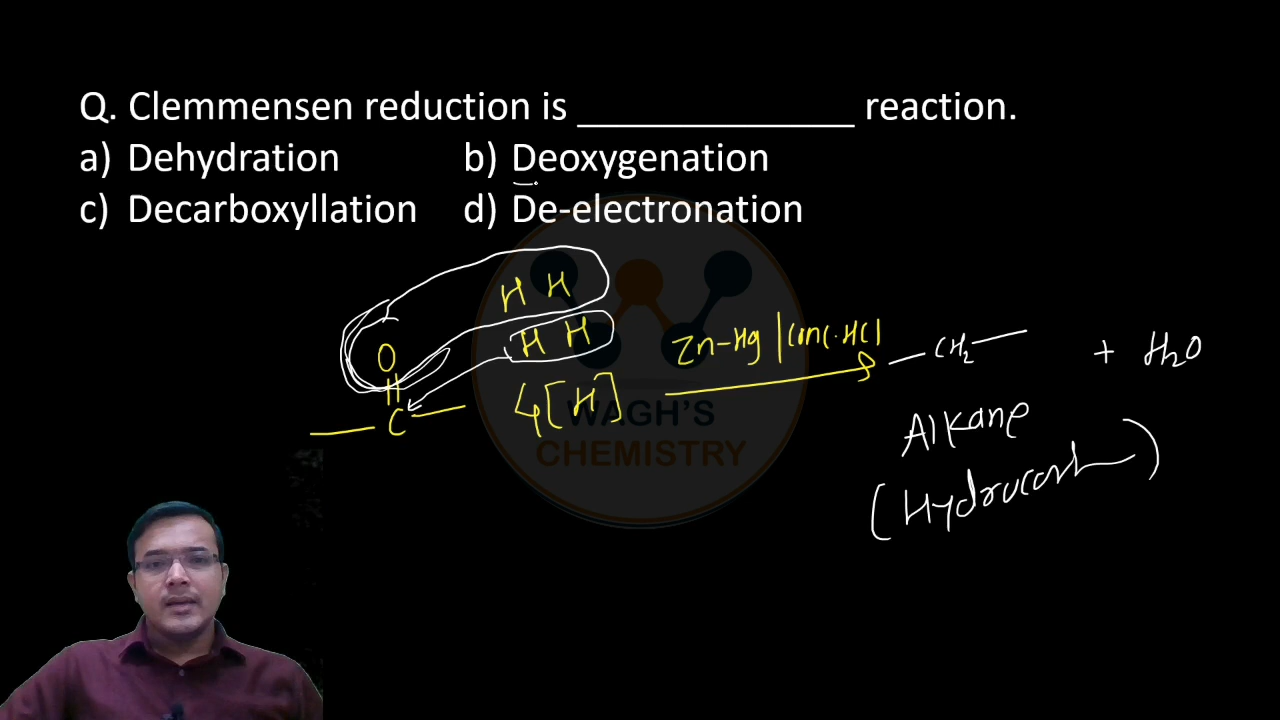 Q. Clemmensen reduction is ______________ reaction.
a) Dehydration b) Deoxygenation
c) Decarboxyllation d) De-electronation
H H
O H H Zn-Hg | Conc. HCl — CH2 — + H2O
— C — 4[H]
WAGH'S
CHEMISTRY
Alkane
(Hydrocarb )